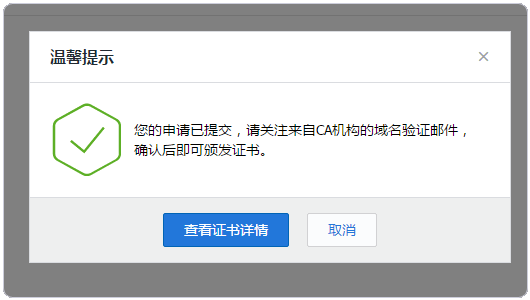 温馨提示
您的申请已提交，请关注来自CA机构的域名验证邮件，
确认后即可颁发证书。
查看证书详情
取消